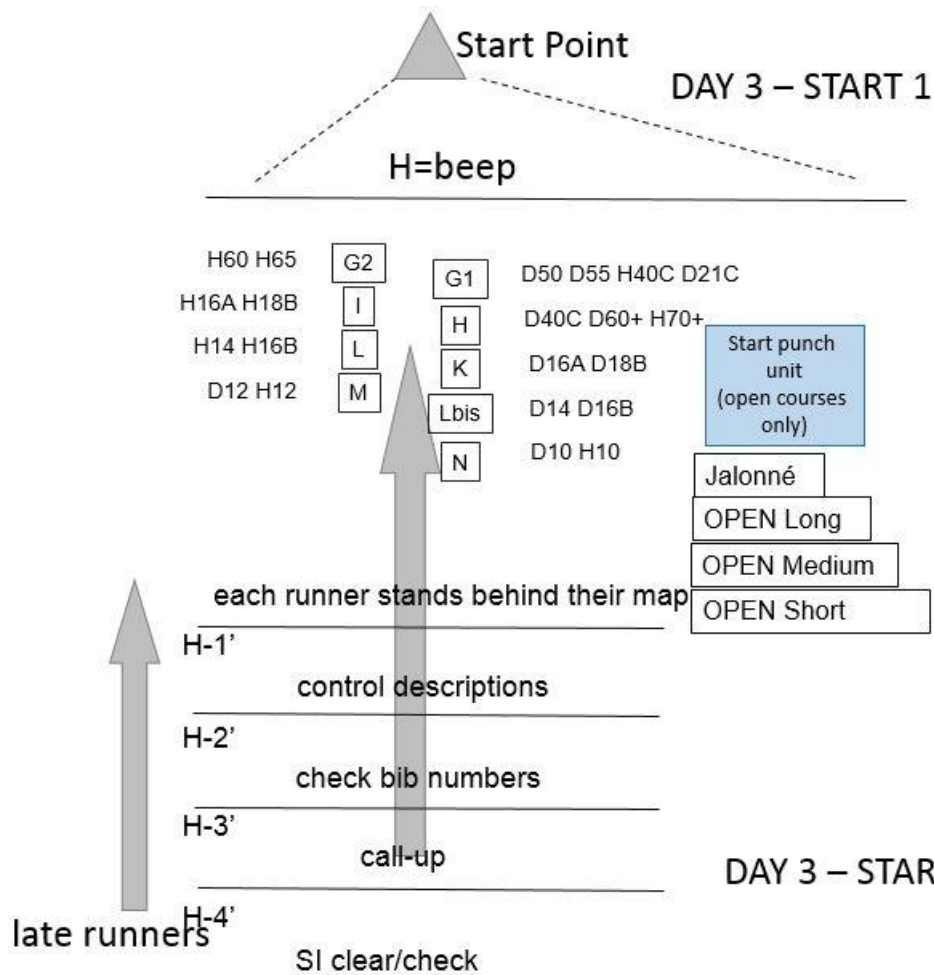 Start Point
DAY 3 – START 1
H=beep
H60 H65 G2 G1 D50 D55 H40C D21C
H16A H18B I H D40C D60+ H70+
H14 H16B L K D16A D18B
D12 H12 M Lbis D14 D16B
N D10 H10
Start punch
unit
(open courses
only)
Jalonné
OPEN Long
OPEN Medium
OPEN Short
each runner stands behind their map
H-1’
control descriptions
H-2’
check bib numbers
H-3’
call-up
DAY 3 – STAR
H-4’
late runners
SI clear/check